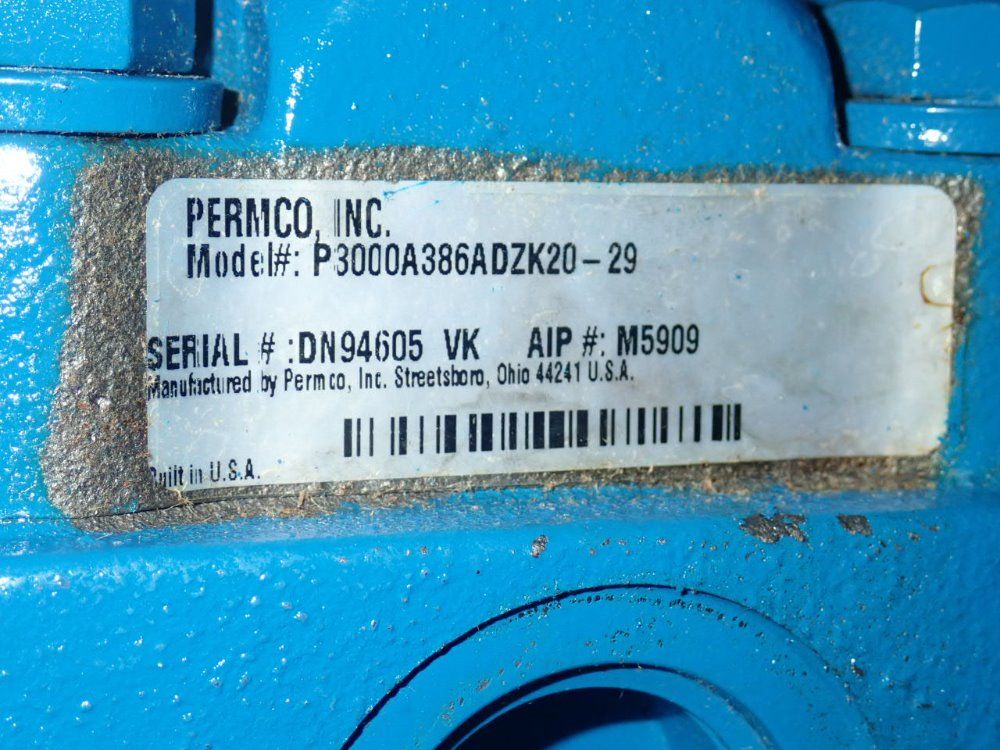 PERMCO, INC.
Model#: P3000A386ADZK20-29
SERIAL # :DN94605 VK AIP #: M5909
Manufactured by Permco, Inc. Streetsboro, Ohio 44241 U.S.A.
Built in U.S.A.